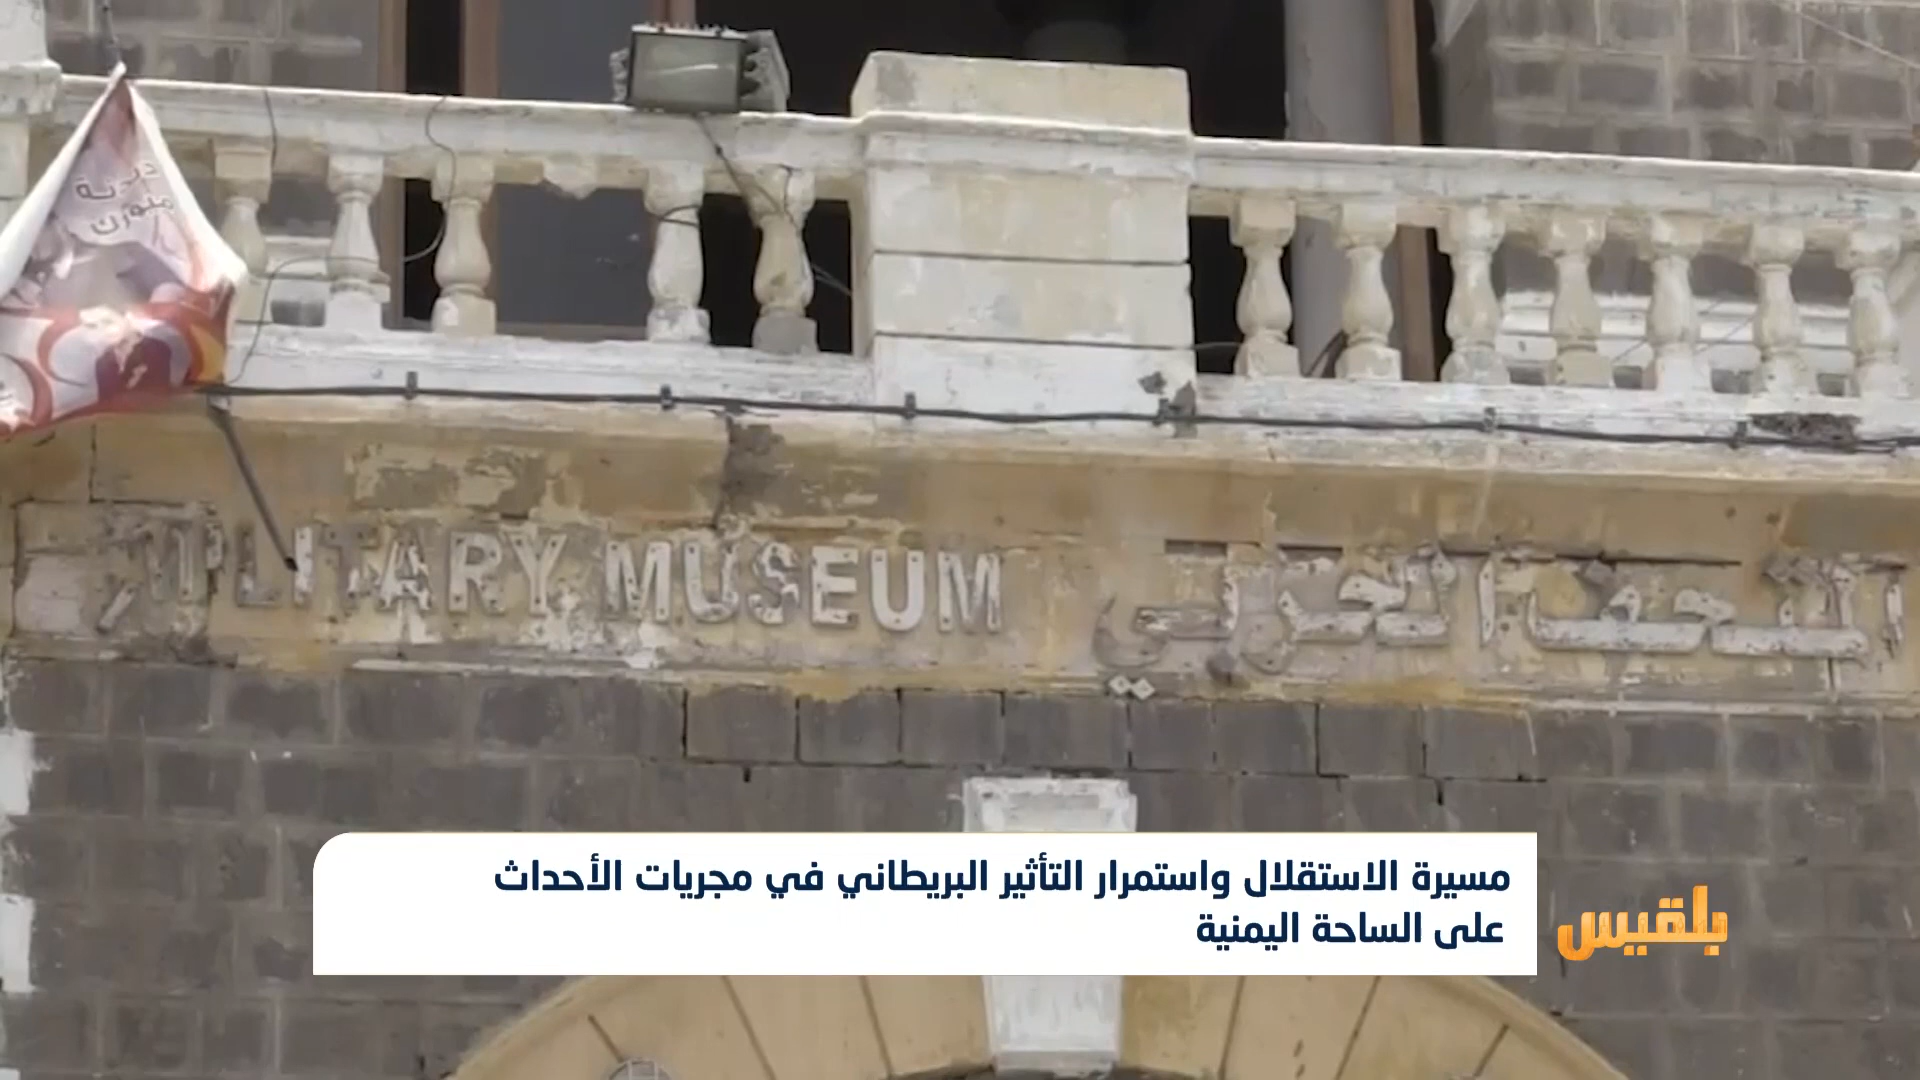 MILITARY MUSEUM
المتحف الحربي
مسيرة الاستقلال واستمرار التأثير البريطاني في مجريات الأحداث
على الساحة اليمنية
بلقيس